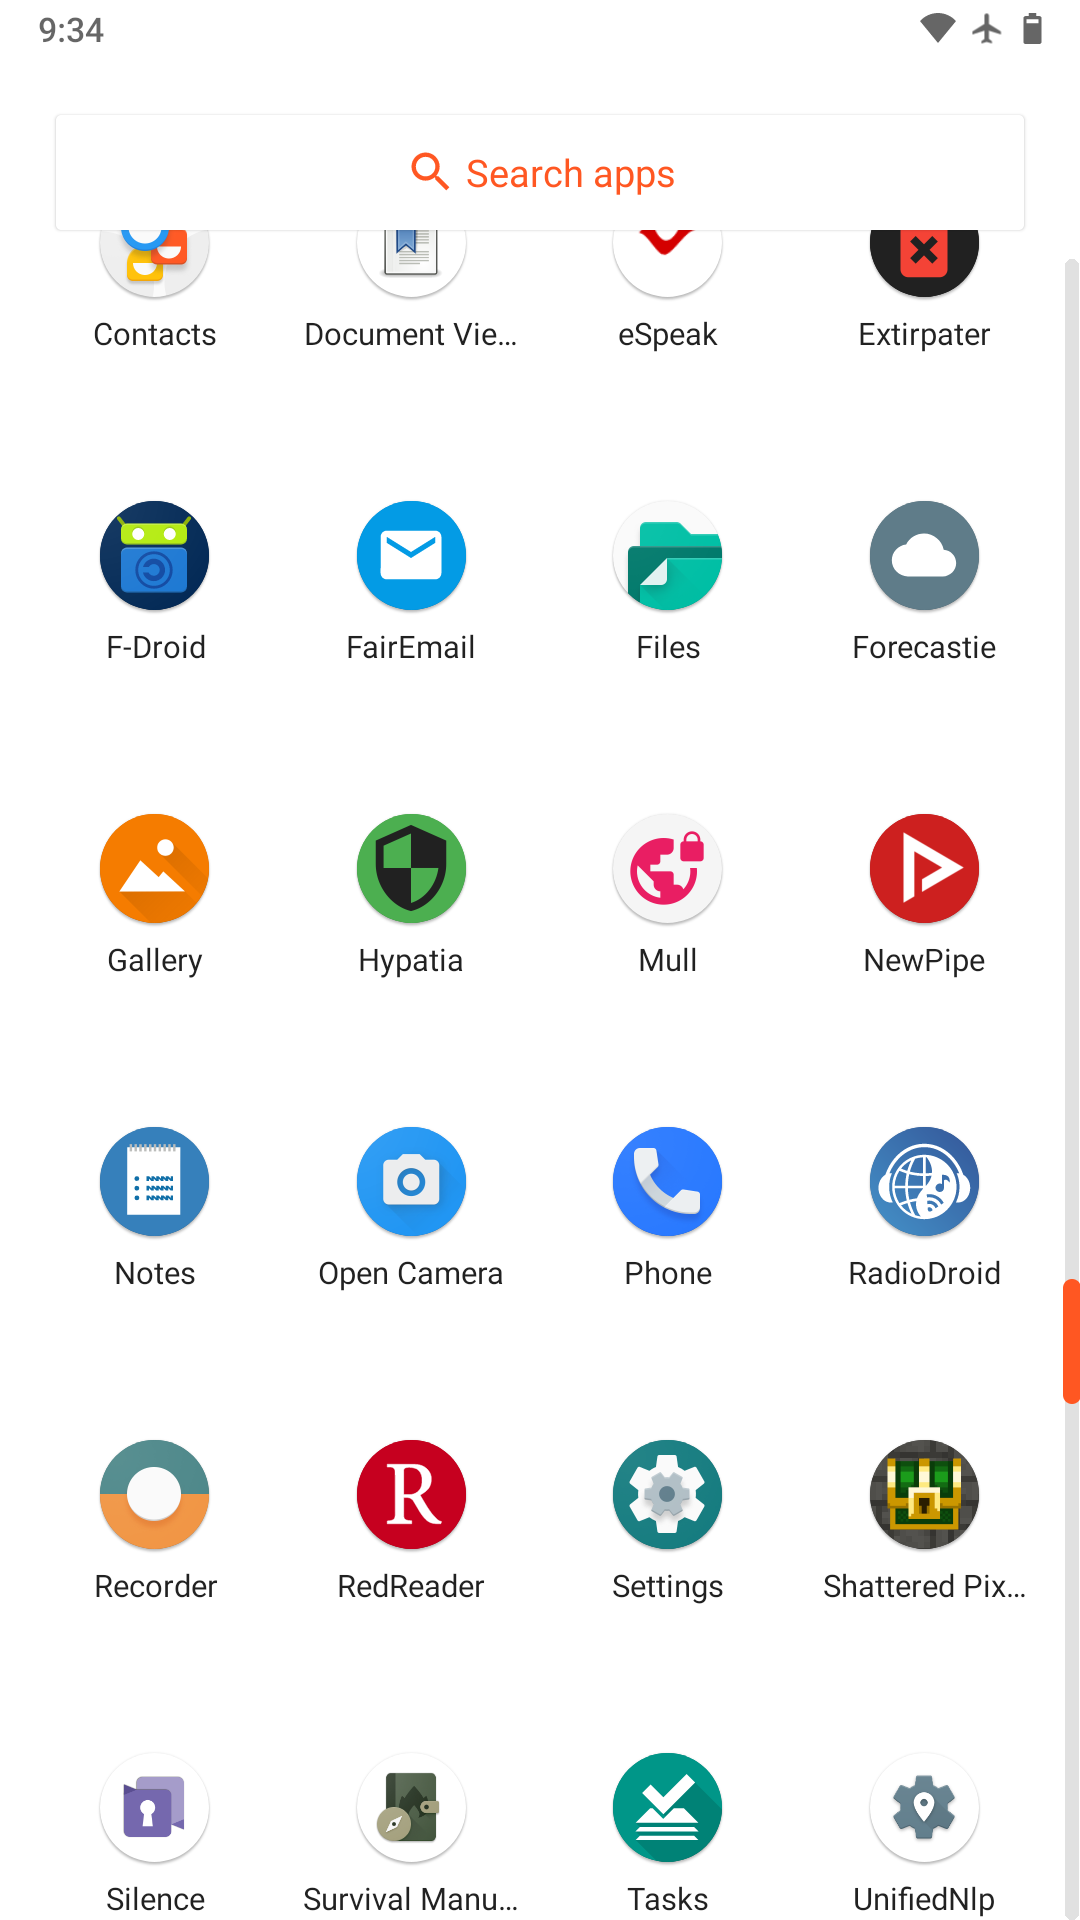 9:34
Search apps
Contacts
Document Vie...
eSpeak
Extirpater
F-Droid
FairEmail
Files
Forecastie
Gallery
Hypatia
Mull
NewPipe
Notes
Open Camera
Phone
RadioDroid
Recorder
R
RedReader
Settings
Shattered Pix...
Silence
Survival Manu...
Tasks
UnifiedNlp